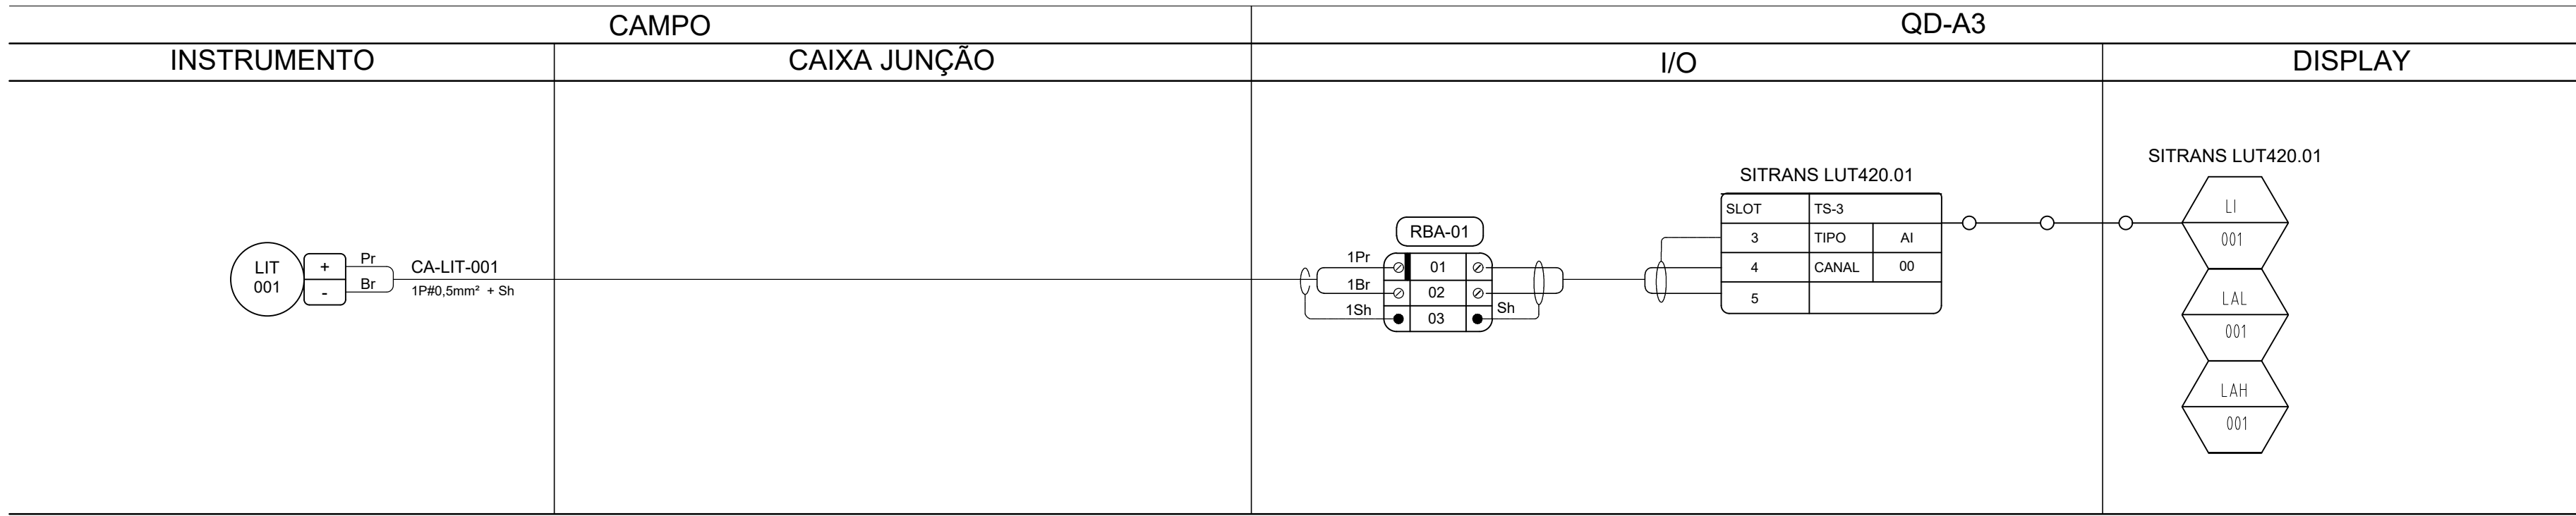 CAMPO
QD-A3
INSTRUMENTO
CAIXA JUNÇÃO
I/O
DISPLAY
LIT
001
+
-
Pr
Br
CA-LIT-001
1P#0,5mm² + Sh
RBA-01
1Pr
01
1Br
02
1Sh
03
Sh
SITRANS LUT420.01
SLOT TS-3
3 TIPO AI
4 CANAL 00
5
SITRANS LUT420.01
LI
001
LAL
001
LAH
001